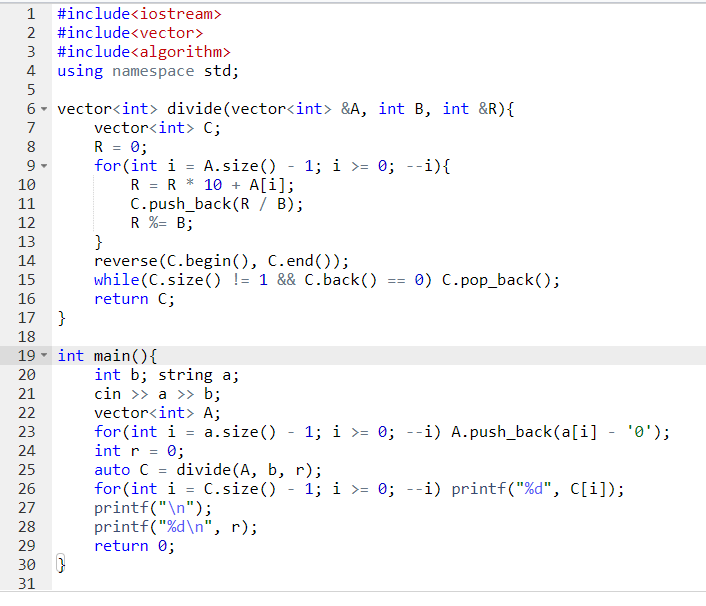 1 #include<iostream>
2 #include<vector>
3 #include<algorithm>
4 using namespace std;
5
6 vector<int> divide(vector<int> &A, int B, int &R){
7     vector<int> C;
8     R = 0;
9     for(int i = A.size() - 1; i >= 0; --i){
10         R = R * 10 + A[i];
11         C.push_back(R / B);
12         R %= B;
13     }
14     reverse(C.begin(), C.end());
15     while(C.size() != 1 && C.back() == 0) C.pop_back();
16     return C;
17 }
18
19 int main(){
20     int b; string a;
21     cin >> a >> b;
22     vector<int> A;
23     for(int i = a.size() - 1; i >= 0; --i) A.push_back(a[i] - '0');
24     int r = 0;
25     auto C = divide(A, b, r);
26     for(int i = C.size() - 1; i >= 0; --i) printf("%d", C[i]);
27     printf("\n");
28     printf("%d\n", r);
29     return 0;
30 }
31